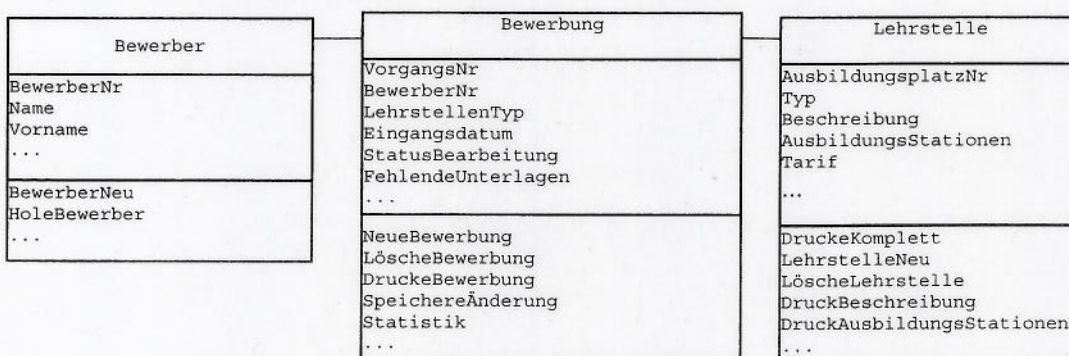 Bewerber
BewerberNr
Name
Vorname
...
BewerberNeu
HoleBewerber
...
Bewerbung
VorgangsNr
BewerberNr
LehrstellenTyp
Eingangsdatum
StatusBearbeitung
FehlendeUnterlagen
...
NeueBewerbung
LöscheBewerbung
DruckeBewerbung
SpeichereÄnderung
Statistik
...
Lehrstelle
AusbildungsplatzNr
Typ
Beschreibung
AusbildungsStationen
Tarif
...
DruckeKomplett
LehrstelleNeu
LöscheLehrstelle
DruckBeschreibung
DruckAusbildungsStationen
...